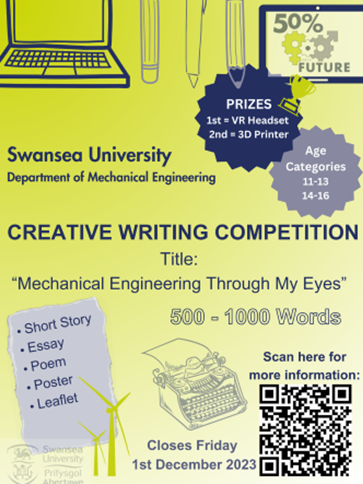 50%
FUTURE
PRIZES
1st = VR Headset
2nd = 3D Printer
Age
Categories
11-13
14-16
Swansea University
Department of Mechanical Engineering
CREATIVE WRITING COMPETITION
Title:
“Mechanical Engineering Through My Eyes”
500 - 1000 Words
• Short Story
• Essay
• Poem
• Poster
• Leaflet
Scan here for
more information:
Closes Friday
1st December 2023
Swansea
University
Prifysgol
Abertawe